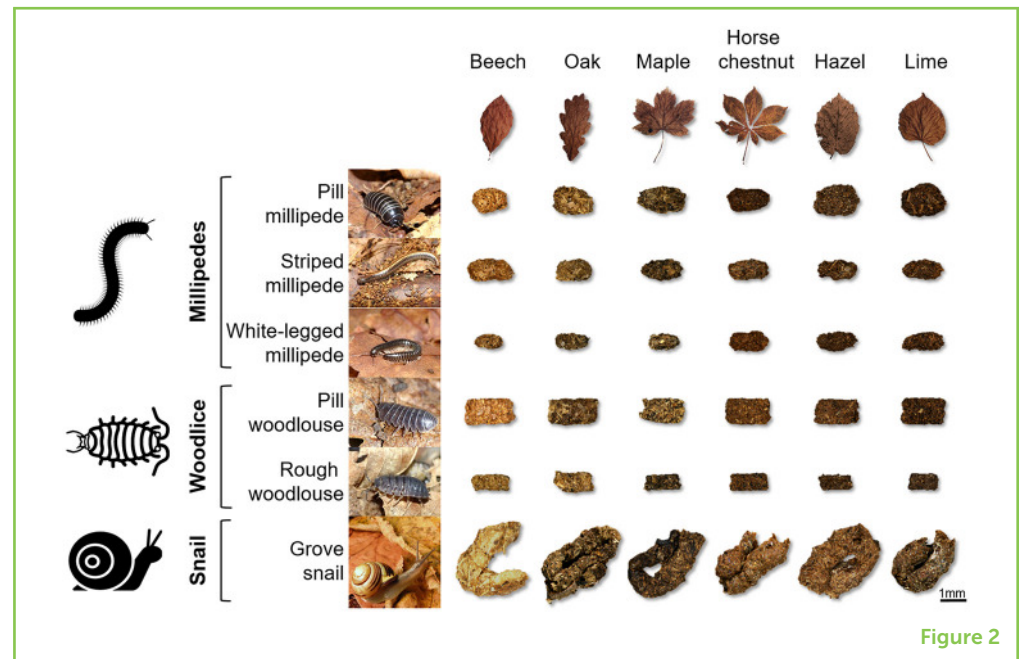 Horse
Beech Oak Maple chestnut Hazel Lime
Millipedes
Pill
millipede
Striped
millipede
White-legged
millipede
Woodlice
Pill
woodlouse
Rough
woodlouse
Snail
Grove
snail
1mm
Figure 2